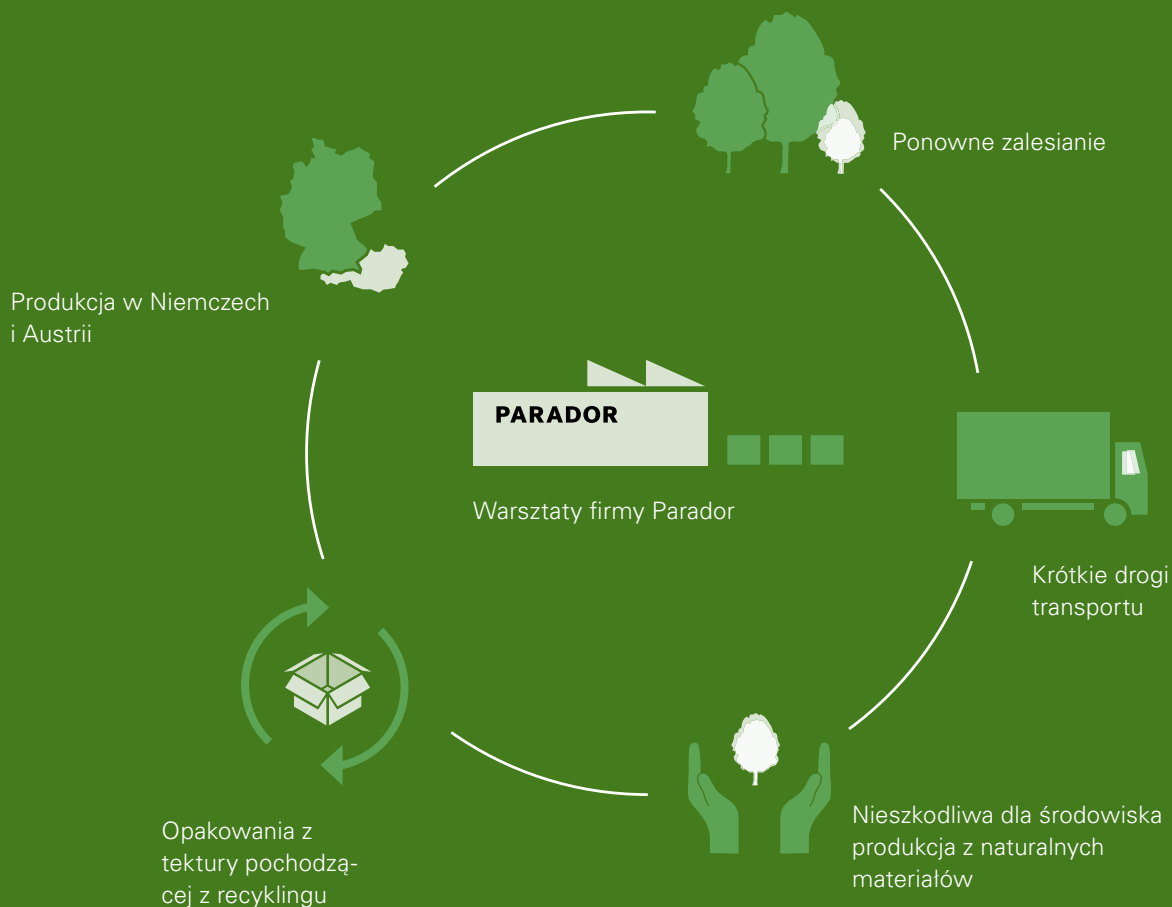 Ponowne zalesianie
Produkcja w Niemczech
i Austrii
PARADOR
Warsztaty firmy Parador
Krótkie drogi
transportu
Nieszkodliwa dla środowiska
produkcja z naturalnych
materiałów
Opakowania z
tektury pochodzą-
cej z recyklingu